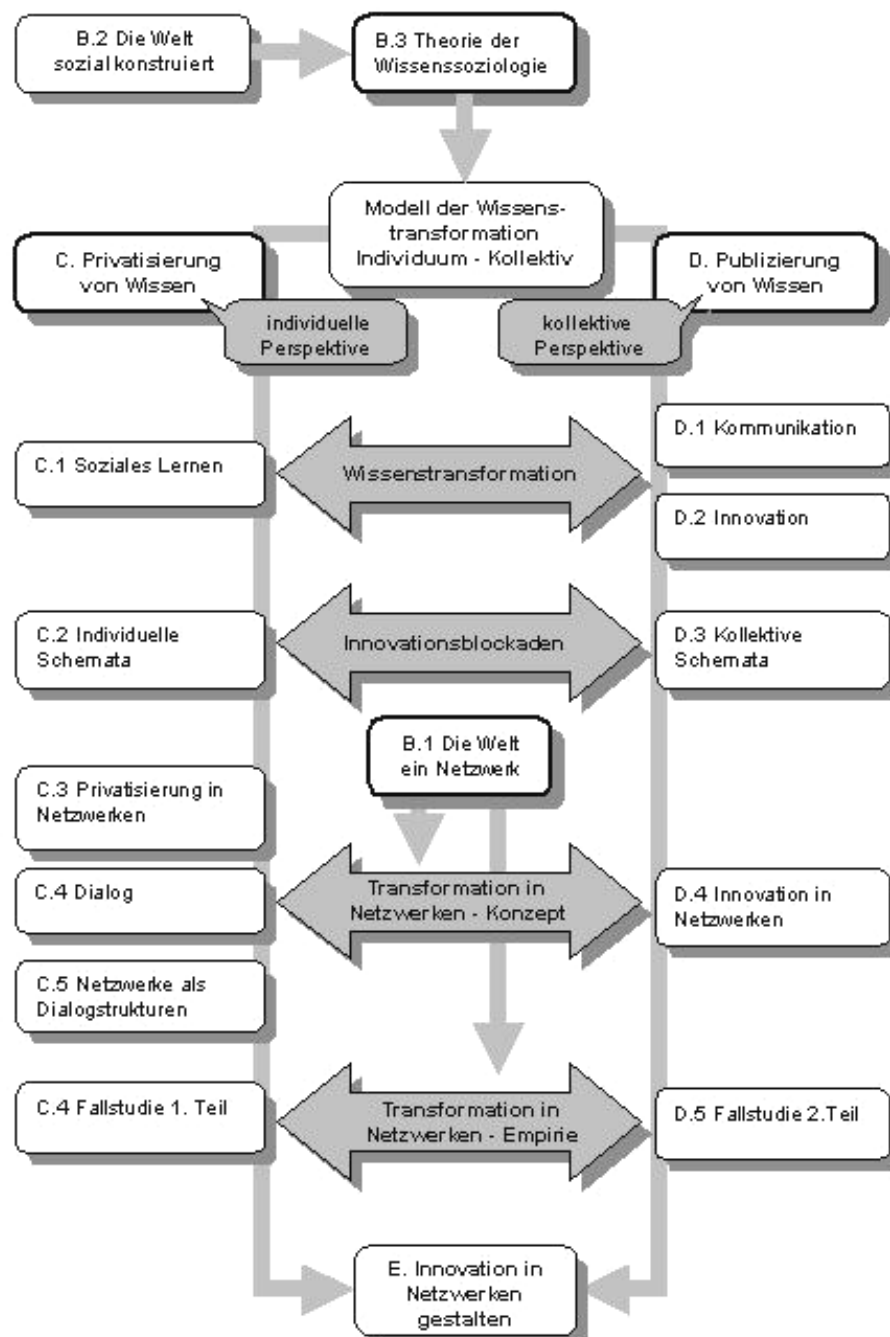 B.2 Die Welt
sozial konstruiert
B.3 Theorie der
Wissenssoziologie
Modell der Wissens-
transformation
Individuum - Kollektiv
C. Privatisierung
von Wissen
D. Publizierung
von Wissen
individuelle
Perspektive
kollektive
Perspektive
C.1 Soziales Lernen
Wissenstransformation
D.1 Kommunikation
D.2 Innovation
C.2 Individuelle
Schemata
Innovationsblockaden
D.3 Kollektive
Schemata
B.1 Die Welt
ein Netzwerk
C.3 Privatisierung in
Netzwerken
C.4 Dialog
Transformation in
Netzwerken - Konzept
D.4 Innovation in
Netzwerken
C.5 Netzwerke als
Dialogstrukturen
C.4 Fallstudie 1. Teil
Transformation in
Netzwerken - Empirie
D.5 Fallstudie 2.Teil
E. Innovation in
Netzwerken
gestalten